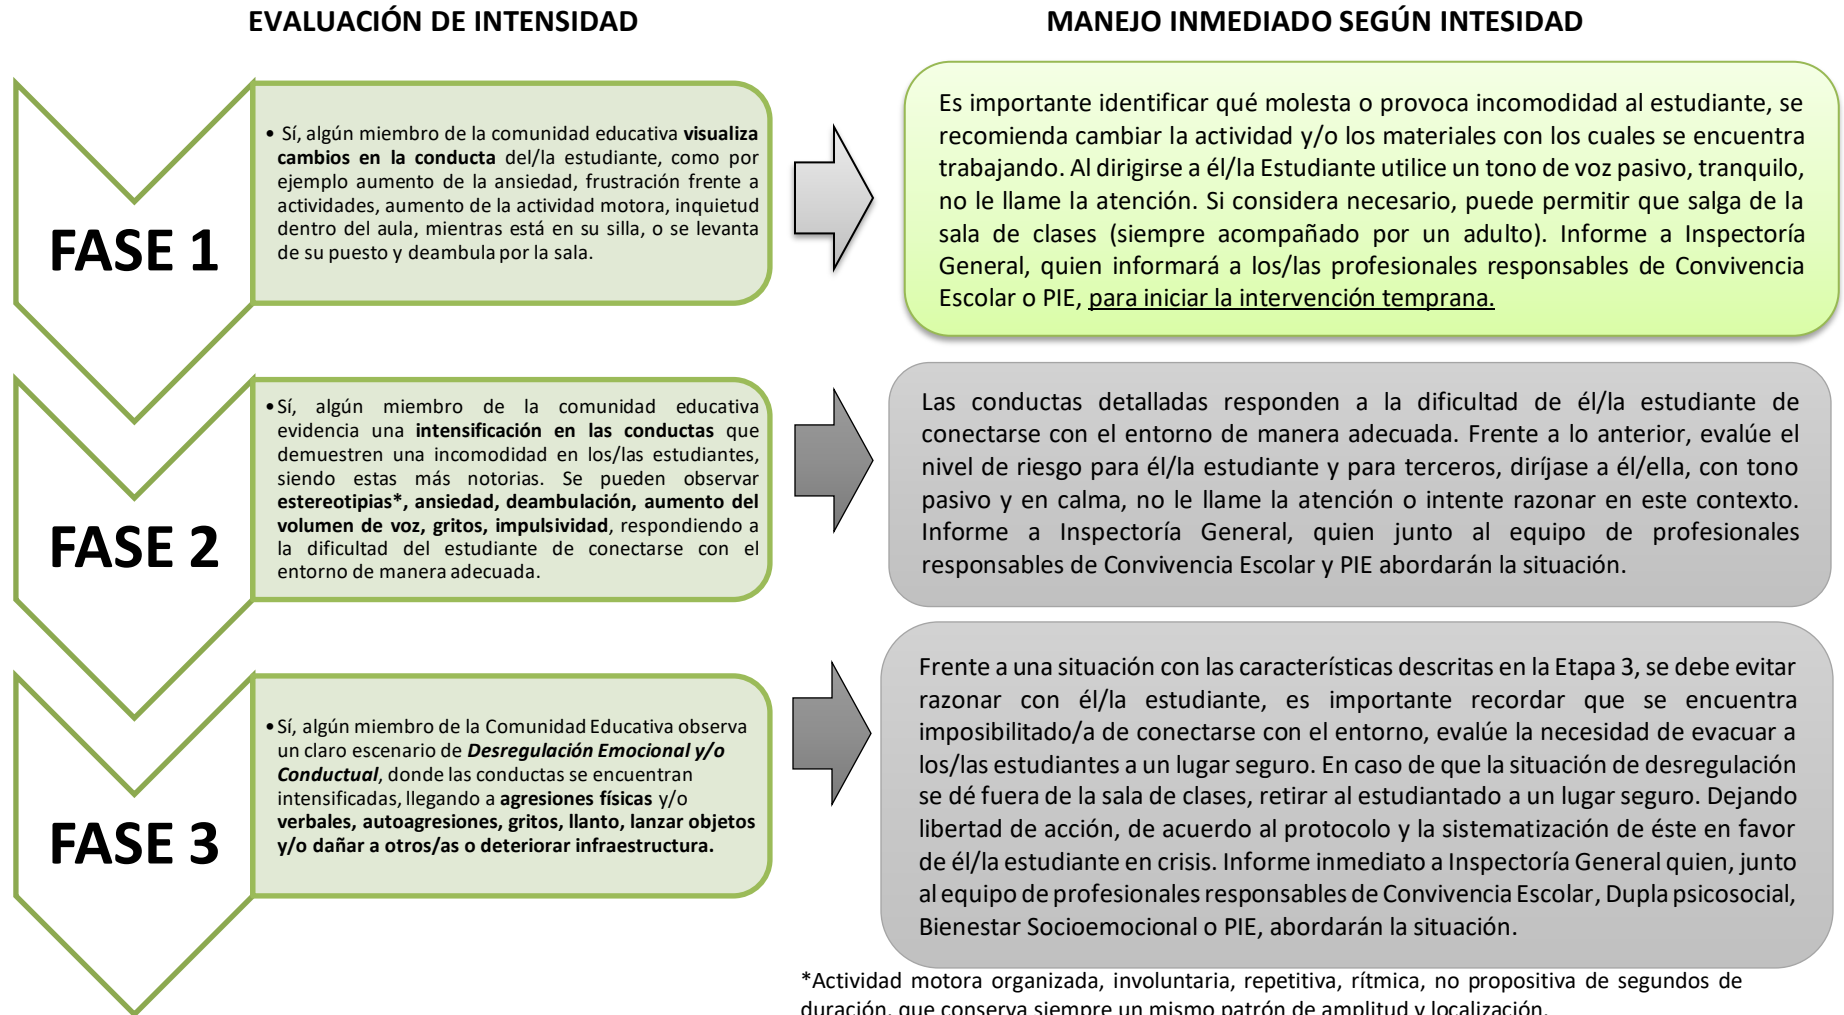 EVALUACIÓN DE INTENSIDAD
MANEJO INMEDIADO SEGÚN INTESIDAD
FASE 1
• Sí, algún miembro de la comunidad educativa visualiza
cambios en la conducta del/la estudiante, como por
ejemplo aumento de la ansiedad, frustración frente a
actividades, aumento de la actividad motora, inquietud
dentro del aula, mientras está en su silla, o se levanta
de su puesto y deambula por la sala.
Es importante identificar qué molesta o provoca incomodidad al estudiante, se
recomienda cambiar la actividad y/o los materiales con los cuales se encuentra
trabajando. Al dirigirse a él/la Estudiante utilice un tono de voz pasivo, tranquilo,
no le llame la atención. Si considera necesario, puede permitir que salga de la
sala de clases (siempre acompañado por un adulto). Informe a Inspectoría
General, quien informará a los/las profesionales responsables de Convivencia
Escolar o PIE, para iniciar la intervención temprana.
FASE 2
• Sí, algún miembro de la comunidad educativa
evidencia una intensificación en las conductas que
demuestren una incomodidad en los/las estudiantes,
siendo estas más notorias. Se pueden observar
estereotipias*, ansiedad, deambulación, aumento del
volumen de voz, gritos, impulsividad, respondiendo a
la dificultad del estudiante de conectarse con el
entorno de manera adecuada.
Las conductas detalladas responden a la dificultad de él/la estudiante de
conectarse con el entorno de manera adecuada. Frente a lo anterior, evalúe el
nivel de riesgo para él/la estudiante y para terceros, diríjase a él/ella, con tono
pasivo y en calma, no le llame la atención o intente razonar en este contexto.
Informe a Inspectoría General, quien junto al equipo de profesionales
responsables de Convivencia Escolar y PIE abordarán la situación.
FASE 3
• Sí, algún miembro de la Comunidad Educativa observa
un claro escenario de Desregulación Emocional y/o
Conductual, donde las conductas se encuentran
intensificadas, llegando a agresiones físicas y/o
verbales, autoagresiones, gritos, llanto, lanzar objetos
y/o dañar a otros/as o deteriorar infraestructura.
Frente a una situación con las características descritas en la Etapa 3, se debe evitar
razonar con él/la estudiante, es importante recordar que se encuentra
imposibilitado/a de conectarse con el entorno, evalúe la necesidad de evacuar a
los/las estudiantes a un lugar seguro. En caso de que la situación de desregulación
se dé fuera de la sala de clases, retirar al estudiantado a un lugar seguro. Dejando
libertad de acción, de acuerdo al protocolo y la sistematización de éste en favor
de él/la estudiante en crisis. Informe inmediato a Inspectoría General quien, junto
al equipo de profesionales responsables de Convivencia Escolar, Dupla psicosocial,
Bienestar Socioemocional o PIE, abordarán la situación.
*Actividad motora organizada, involuntaria, repetitiva, rítmica, no propositiva de segundos de
duración, que conserva siempre un mismo patrón de amplitud y localización.